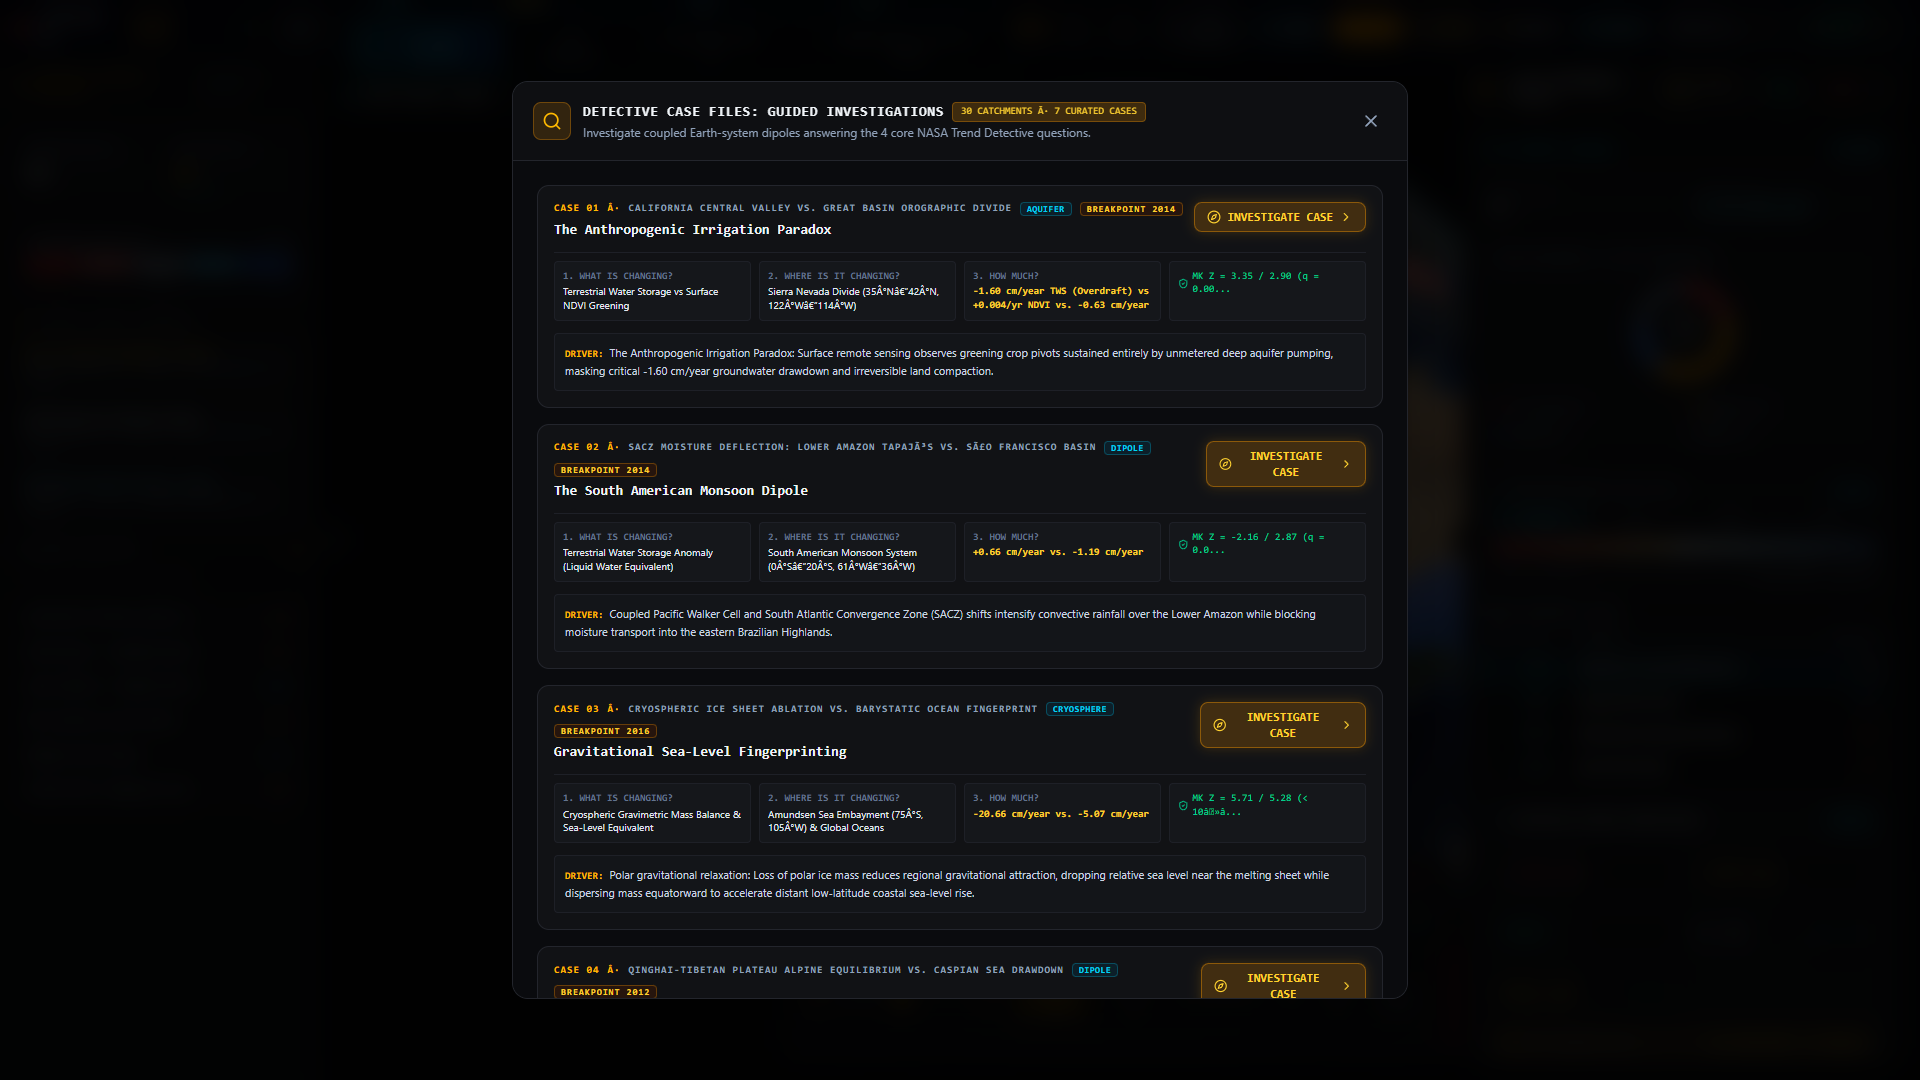 DETECTIVE CASE FILES: GUIDED INVESTIGATIONS
30 CATCHMENTS Â· 7 CURATED CASES
Investigate coupled Earth-system dipoles answering the 4 core NASA Trend Detective questions.
CASE 01 Â· CALIFORNIA CENTRAL VALLEY VS. GREAT BASIN OROGRAPHIC DIVIDE
AQUIFER
BREAKPOINT 2014
INVESTIGATE CASE
The Anthropogenic Irrigation Paradox
1. WHAT IS CHANGING?
Terrestrial Water Storage vs Surface
NDVI Greening
2. WHERE IS IT CHANGING?
Sierra Nevada Divide (35Â°Nâ€“42Â°N,
122Â°Wâ€“114Â°W)
3. HOW MUCH?
-1.60 cm/year TWS (Overdraft) vs
+0.004/yr NDVI vs. -0.63 cm/year
MK Z = 3.35 / 2.90 (q =
0.00...
DRIVER: The Anthropogenic Irrigation Paradox: Surface remote sensing observes greening crop pivots sustained entirely by unmetered deep aquifer pumping,
masking critical -1.60 cm/year groundwater drawdown and irreversible land compaction.
CASE 02 Â· SACZ MOISTURE DEFLECTION: LOWER AMAZON TAPAJÃ³S VS. SÃ£O FRANCISCO BASIN
DIPOLE
BREAKPOINT 2014
INVESTIGATE
CASE
The South American Monsoon Dipole
1. WHAT IS CHANGING?
Terrestrial Water Storage Anomaly
(Liquid Water Equivalent)
2. WHERE IS IT CHANGING?
South American Monsoon System
(0Â°Sâ€“20Â°S, 61Â°Wâ€“36Â°W)
3. HOW MUCH?
+0.66 cm/year vs. -1.19 cm/year
MK Z = -2.16 / 2.87 (q =
0.0...
DRIVER: Coupled Pacific Walker Cell and South Atlantic Convergence Zone (SACZ) shifts intensify convective rainfall over the Lower Amazon while blocking
moisture transport into the eastern Brazilian Highlands.
CASE 03 Â· CRYOSPHERIC ICE SHEET ABLATION VS. BARYSTATIC OCEAN FINGERPRINT
CRYOSPHERE
BREAKPOINT 2016
INVESTIGATE
CASE
Gravitational Sea-Level Fingerprinting
1. WHAT IS CHANGING?
Cryospheric Gravimetric Mass Balance &
Sea-Level Equivalent
2. WHERE IS IT CHANGING?
Amundsen Sea Embayment (75Â°S,
105Â°W) & Global Oceans
3. HOW MUCH?
-20.66 cm/year vs. -5.07 cm/year
MK Z = 5.71 / 5.28 (<
DRIVER: Polar gravitational relaxation: Loss of polar ice mass reduces regional gravitational attraction, dropping relative sea level near the melting sheet while
dispersing mass equatorward to accelerate distant low-latitude coastal sea-level rise.
CASE 04 Â· QINGHAI-TIBETAN PLATEAU ALPINE EQUILIBRIUM VS. CASPIAN SEA DRAWDOWN
DIPOLE
BREAKPOINT 2012
INVESTIGATE
CASE